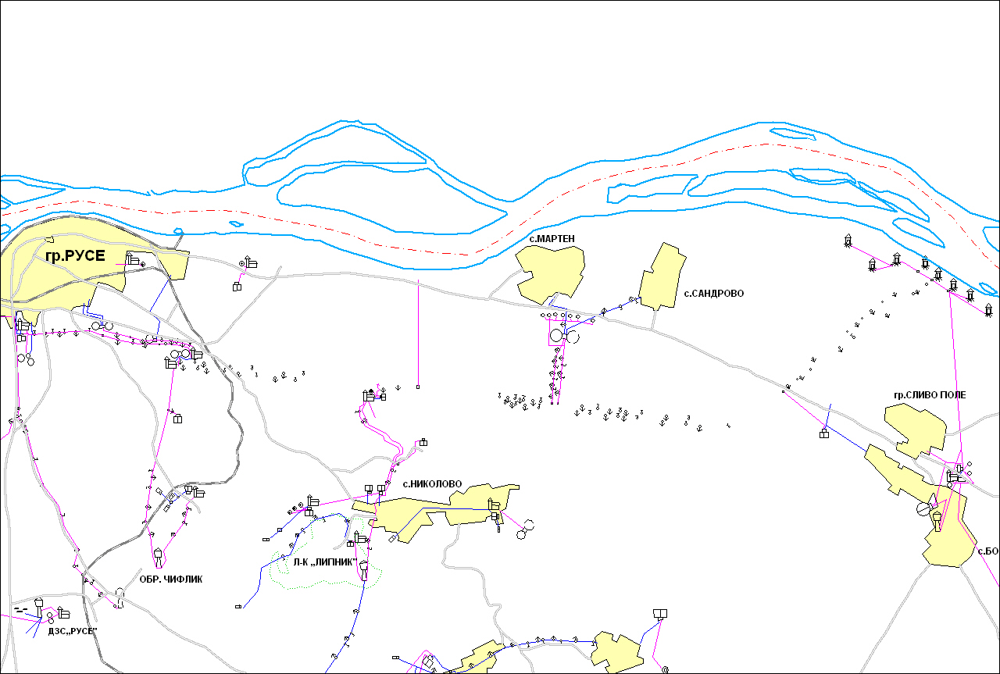 с.МАРТЕН
гр.РУСЕ
с.САНДРОВО
гр.СЛИВО ПОЛЕ
с.НИКОЛОВО
с.БО
Л-К „ЛИПНИК"
ОБР. ЧИФЛИК
ДЗС„РУСЕ"